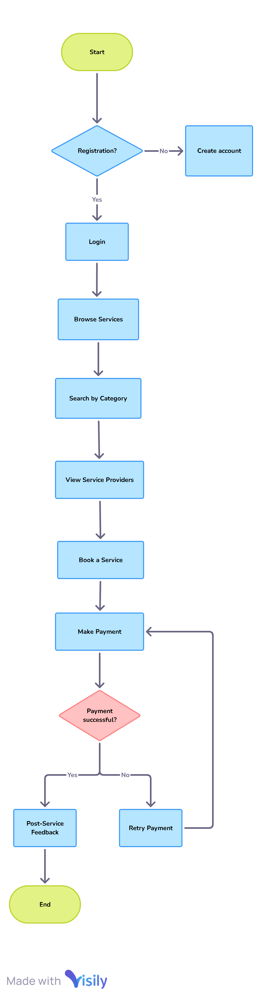 Start
Registration?
No
Create account
Yes
Login
Browse Services
Search by Category
View Service Providers
Book a Service
Make Payment
Payment
successful?
Yes
No
Post-Service
Feedback
Retry Payment
End
Made with Visily